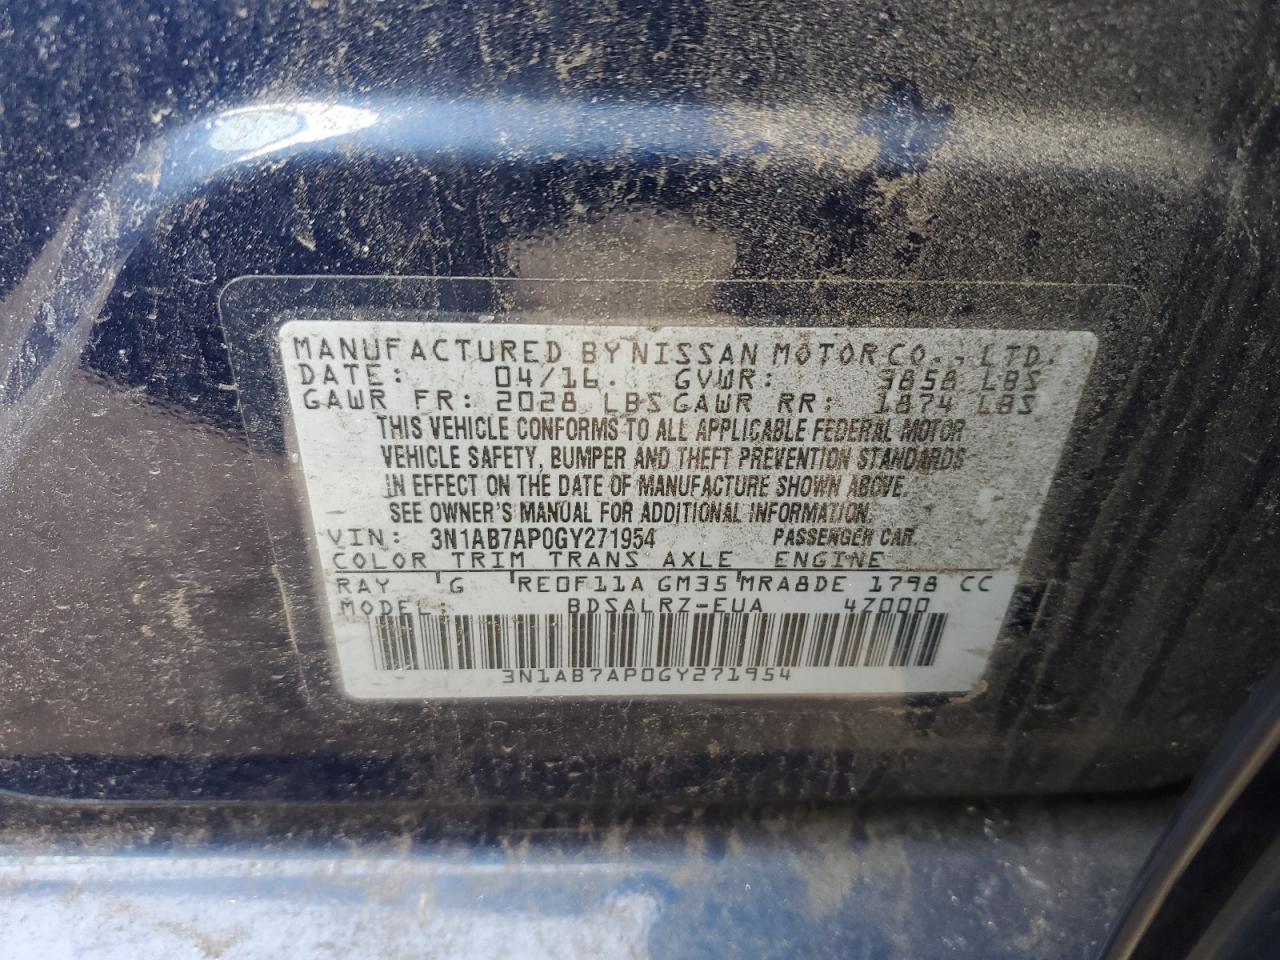 MANUFACTURED BY NISSAN MOTOR CO., LTD.
DATE: 04/16. GVWR: 3858 LBS
GAWR FR: 2028 LBS GAWR RR: 1874 LBS
THIS VEHICLE CONFORMS TO ALL APPLICABLE FEDERAL MOTOR
VEHICLE SAFETY, BUMPER AND THEFT PREVENTION STANDARDS
IN EFFECT ON THE DATE OF MANUFACTURE SHOWN ABOVE.
SEE OWNER'S MANUAL FOR ADDITIONAL INFORMATION.
VIN: 3N1AB7AP0GY271954 PASSENGER CAR.
COLOR TRIM TRANS AXLE ENGINE
RAY 'G 'RE0F11A GM35'MRA8DE 1798 CC
MODEL: BDSALRZ-EUA 47000
3N1AB7AP0GY271954